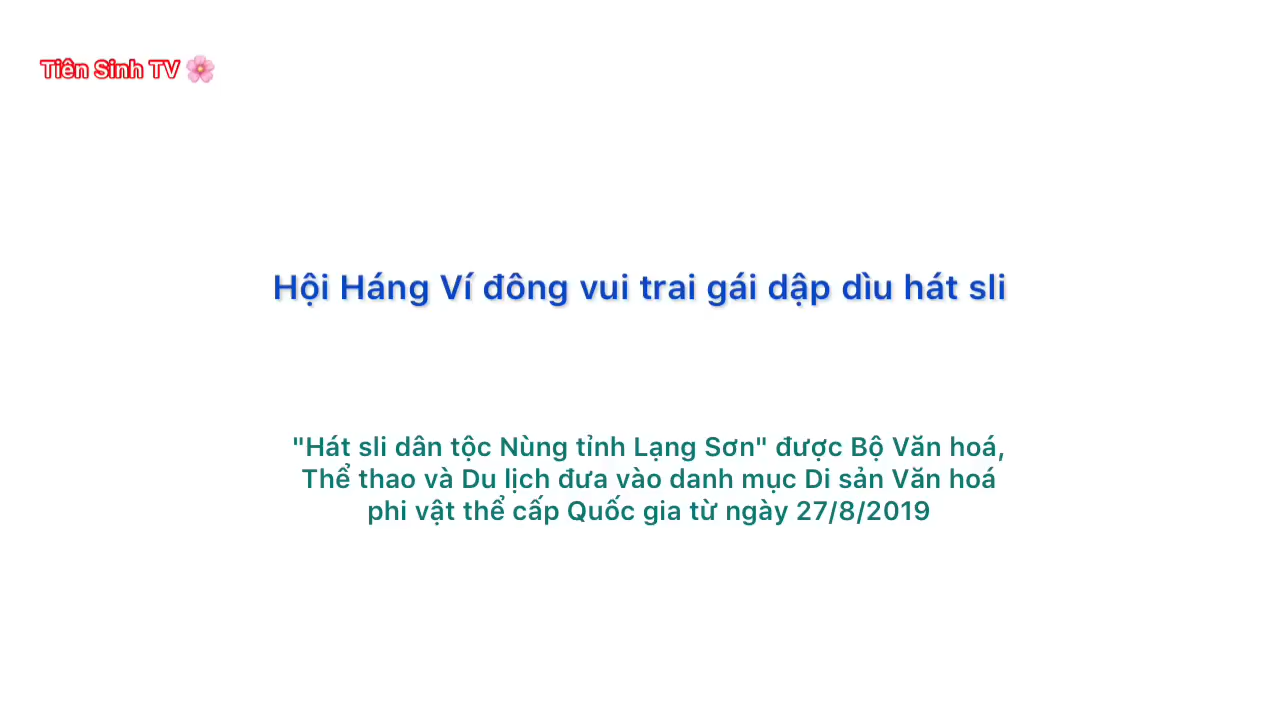 Tiên Sinh TV 🌸
Hội Háng Ví đông vui trai gái dập dìu hát sli
"Hát sli dân tộc Nùng tỉnh Lạng Sơn" được Bộ Văn hoá,
Thể thao và Du lịch đưa vào danh mục Di sản Văn hoá
phi vật thể cấp Quốc gia từ ngày 27/8/2019